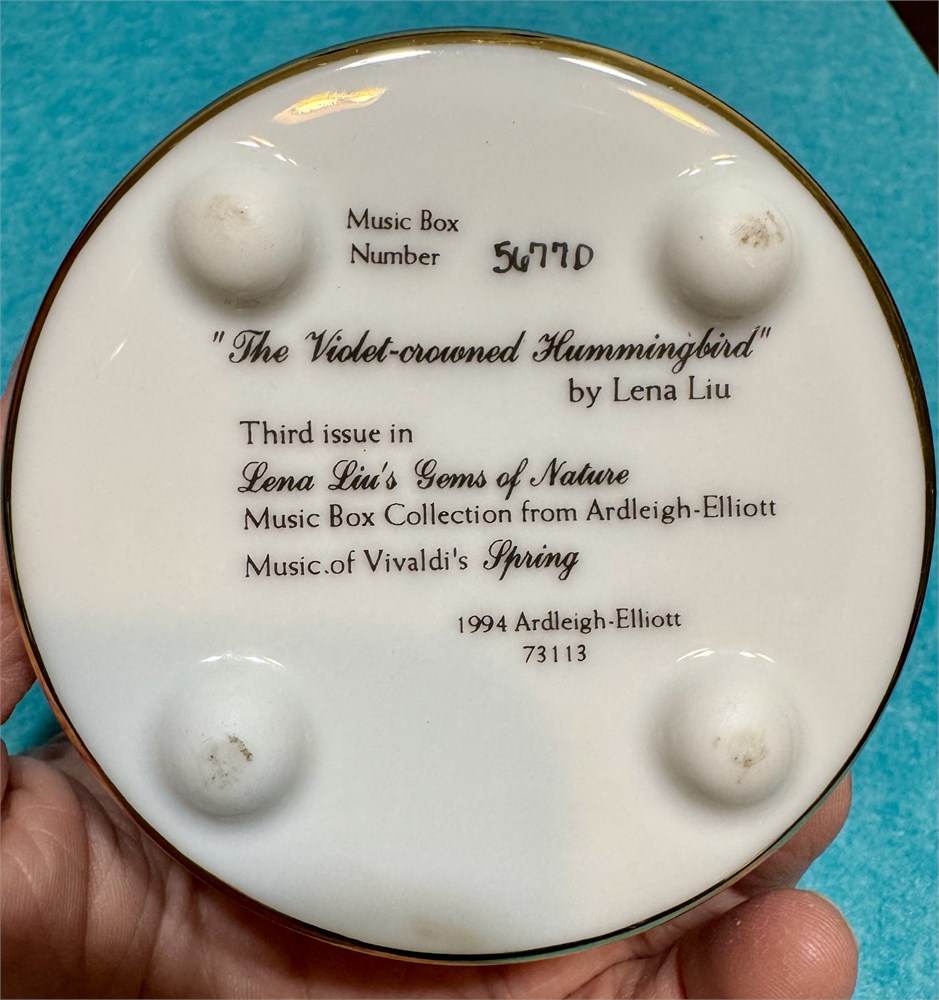 Music Box
Number 5677D
"The Violet-crowned Hummingbird"
by Lena Liu
Third issue in
Lena Liu's Gems of Nature
Music Box Collection from Ardleigh-Elliott
Music.of Vivaldi's Spring
1994 Ardleigh-Elliott
73113